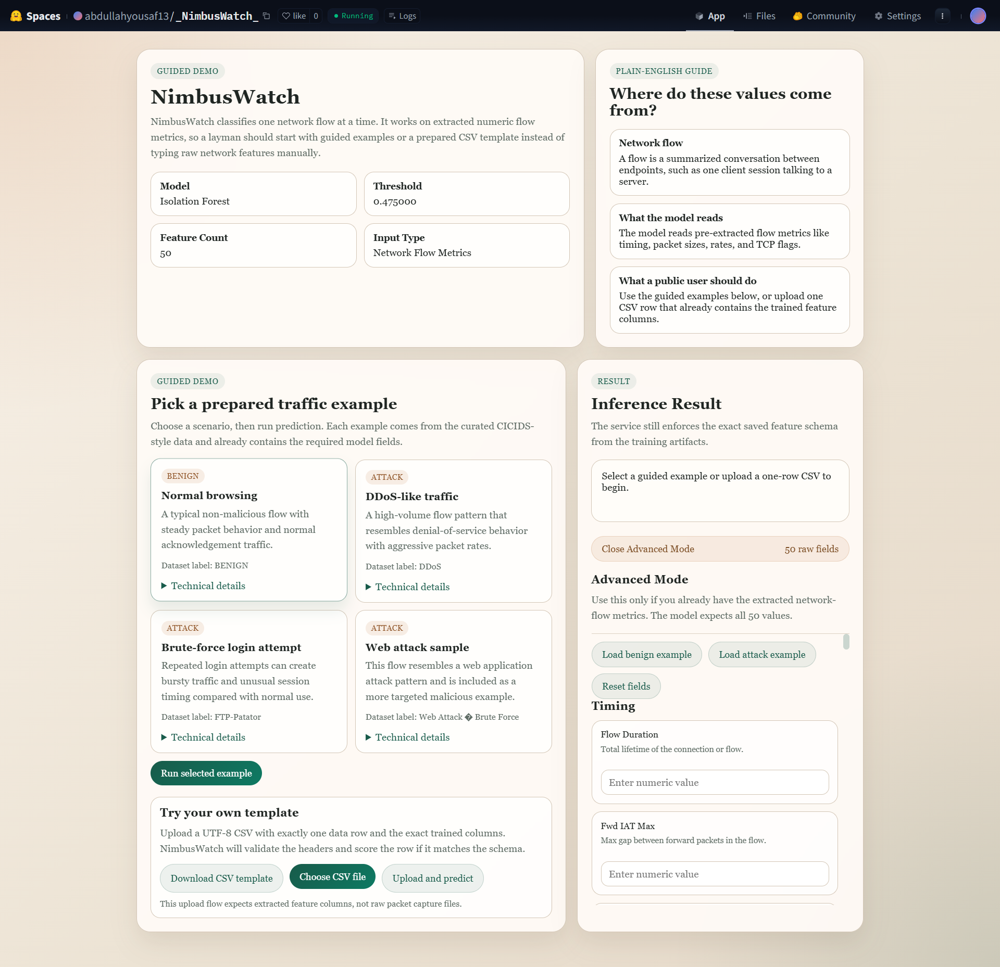 Spaces
abdullahyousaf13/_NimbusWatch_
like 0
Running
Logs
App
Files
Community
Settings
GUIDED DEMO
NimbusWatch
NimbusWatch classifies one network flow at a time. It works on extracted numeric flow
metrics, so a layman should start with guided examples or a prepared CSV template instead of
typing raw network features manually.
Model
Isolation Forest
Threshold
0.475000
Feature Count
50
Input Type
Network Flow Metrics
PLAIN-ENGLISH GUIDE
Where do these values come
from?
Network flow
A flow is a summarized conversation between
endpoints, such as one client session talking to a
server.
What the model reads
The model reads pre-extracted flow metrics like
timing, packet sizes, rates, and TCP flags.
What a public user should do
Use the guided examples below, or upload one
CSV row that already contains the trained feature
columns.
GUIDED DEMO
Pick a prepared traffic example
Choose a scenario, then run prediction. Each example comes from the curated CICIDS-
style data and already contains the required model fields.
BENIGN
Normal browsing
A typical non-malicious flow with
steady packet behavior and normal
acknowledgement traffic.
Dataset label: BENIGN
▶ Technical details
ATTACK
DDoS-like traffic
A high-volume flow pattern that
resembles denial-of-service behavior
with aggressive packet rates.
Dataset label: DDoS
▶ Technical details
ATTACK
Brute-force login attempt
Repeated login attempts can create
bursty traffic and unusual session
timing compared with normal use.
Dataset label: FTP-Patator
▶ Technical details
ATTACK
Web attack sample
This flow resembles a web application
attack pattern and is included as a
more targeted malicious example.
Dataset label: Web Attack � Brute Force
▶ Technical details
Run selected example
Try your own template
Upload a UTF-8 CSV with exactly one data row and the exact trained columns.
NimbusWatch will validate the headers and score the row if it matches the schema.
Download CSV template
Choose CSV file
Upload and predict
This upload flow expects extracted feature columns, not raw packet capture files.
RESULT
Inference Result
The service still enforces the exact saved feature schema
from the training artifacts.
Select a guided example or upload a one-row CSV to
begin.
Close Advanced Mode
50 raw fields
Advanced Mode
Use this only if you already have the extracted network-
flow metrics. The model expects all 50 values.
Load benign example
Load attack example
Reset fields
Timing
Flow Duration
Total lifetime of the connection or flow.
Enter numeric value
Fwd IAT Max
Max gap between forward packets in the flow.
Enter numeric value